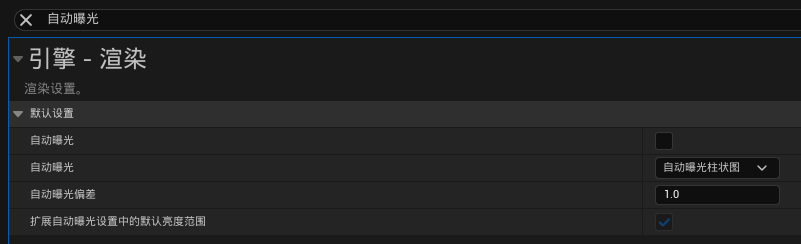 自动曝光
引擎 - 渲染
渲染设置。
默认设置
自动曝光
自动曝光 自动曝光柱状图
自动曝光偏差 1.0
扩展自动曝光设置中的默认亮度范围